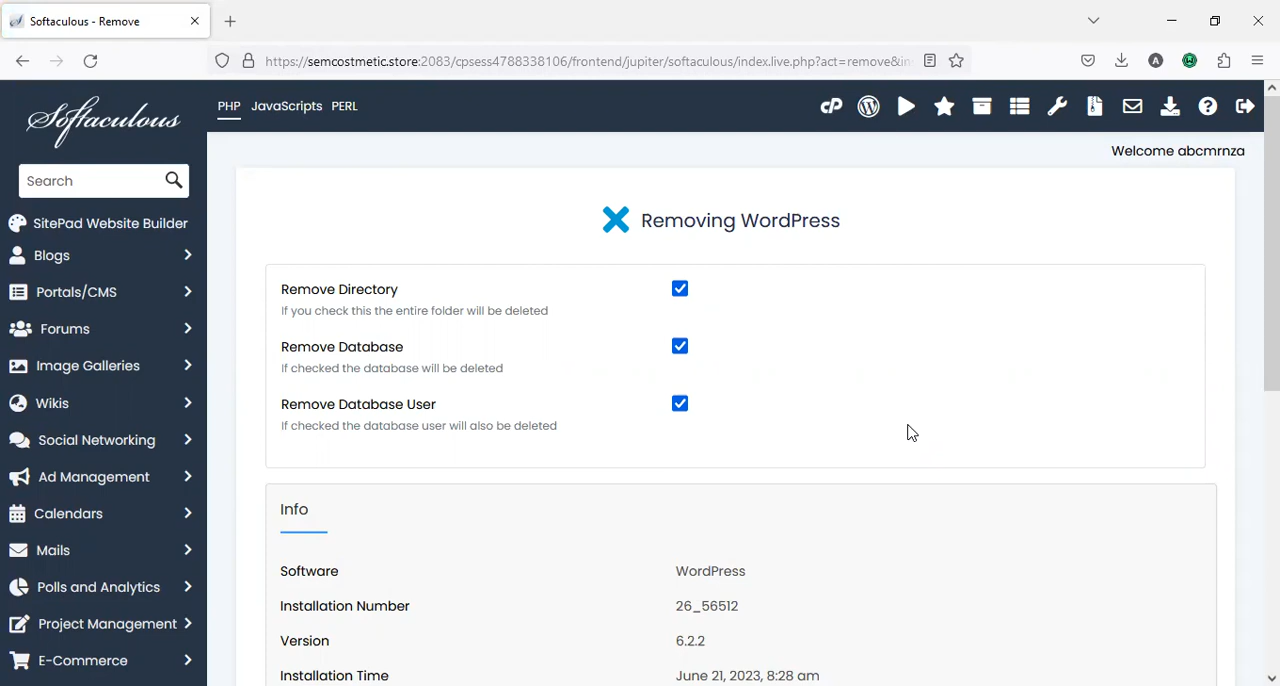 Softaculous - Remove
https://semcostmetic.store:2083/cpsess4788338106/frontend/jupiter/softaculous/index.live.php?act=remove&in
A
Softaculous
PHP JavaScripts PERL
cP
Welcome abcmrnza
Search
SitePad Website Builder
Blogs
Portals/CMS
Forums
Image Galleries
Wikis
Social Networking
Ad Management
Calendars
Mails
Polls and Analytics
Project Management
E-Commerce
Removing WordPress
Remove Directory
If you check this the entire folder will be deleted
Remove Database
If checked the database will be deleted
Remove Database User
If checked the database user will also be deleted
Info
Software WordPress
Installation Number 26_56512
Version 6.2.2
Installation Time June 21, 2023, 8:28 am